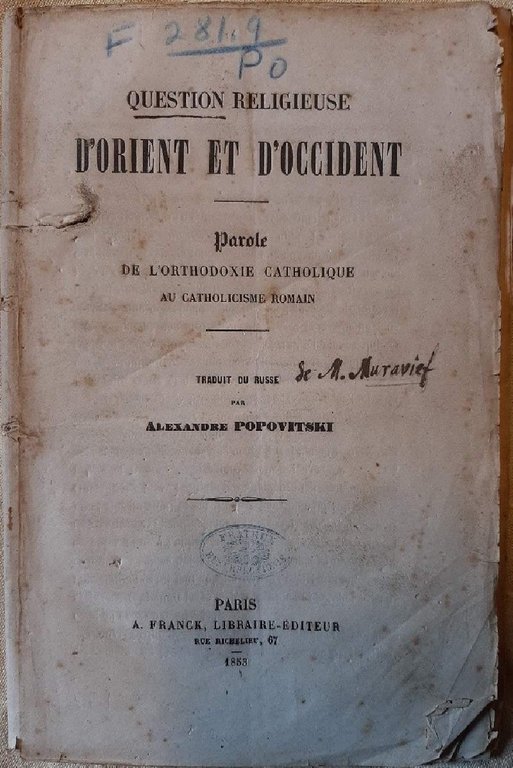 F 281.9
Po
QUESTION RELIGIEUSE
D'ORIENT ET D'OCCIDENT
Parole
DE L'ORTHODOXIE CATHOLIQUE
AU CATHOLICISME ROMAIN
TRADUIT DU RUSSE de M. Muravief
PAR
ALEXANDRE POPOVITSKI
PARIS
A. FRANCK, LIBRAIRE-ÉDITEUR
RUE RICHELIEU, 67
1853